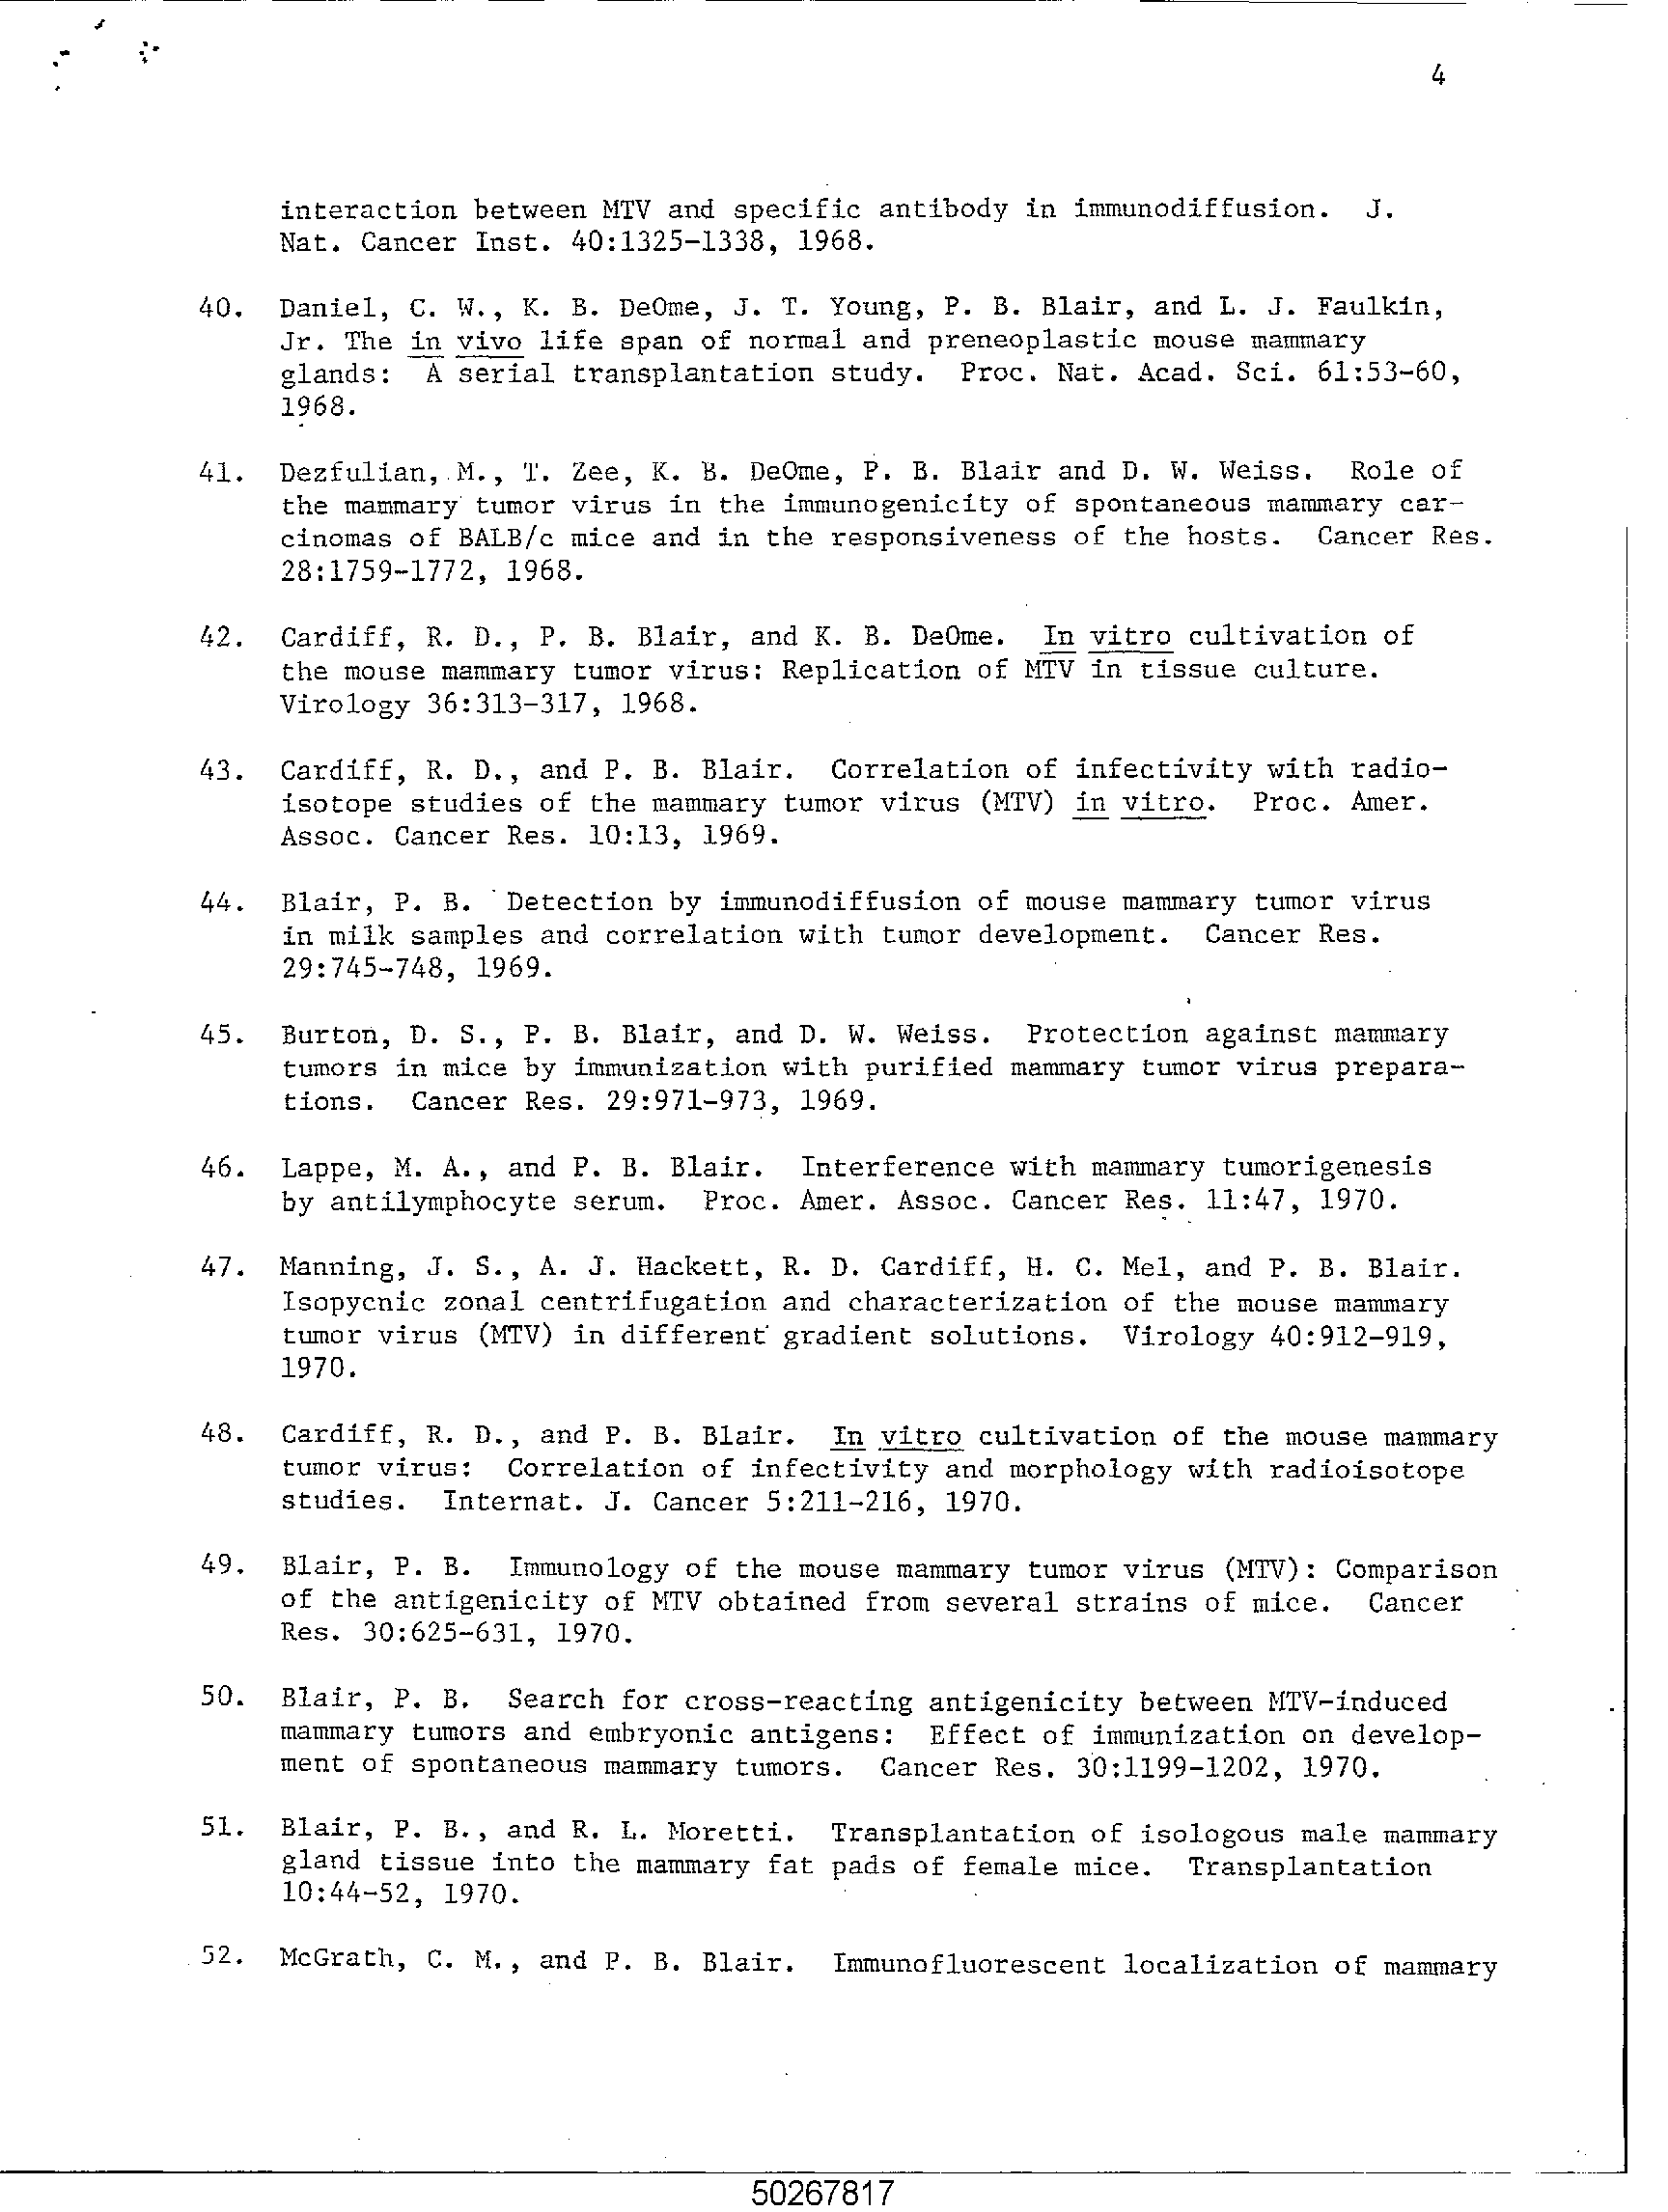 4
interaction between MTV and specific antibody in immunodiffusion. J.
Nat. Cancer Inst. 40:1325-1338, 1968.
40. Daniel, C. W., K. B. DeOme, J. T. Young, P. B. Blair, and L. J. Faulkin,
Jr. The in vivo life span of normal and preneoplastic mouse mammary
glands: A serial transplantation study. Proc. Nat. Acad. Sci. 61:53-60,
1968.
41. Dezfulian, M., T. Zee, K. B. DeOme, P. B. Blair and D. W. Weiss. Role of
the mammary tumor virus in the immunogenicity of spontaneous mammary car-
cinomas of BALB/c mice and in the responsiveness of the hosts. Cancer Res.
28:1759-1772, 1968.
42. Cardiff, R. D., P. B. Blair, and K. B. DeOme. In vitro cultivation of
the mouse mammary tumor virus: Replication of MTV in tissue culture.
Virology 36:313-317, 1968.
43. Cardiff, R. D., and P. B. Blair. Correlation of infectivity with radio-
isotope studies of the mammary tumor virus (MTV) in vitro. Proc. Amer.
Assoc. Cancer Res. 10:13, 1969.
44. Blair, P. B. Detection by immunodiffusion of mouse mammary tumor virus
in milk samples and correlation with tumor development. Cancer Res.
29:745-748, 1969.
45. Burton, D. S., P. B. Blair, and D. W. Weiss. Protection against mammary
tumors in mice by immunization with purified mammary tumor virus prepara-
tions. Cancer Res. 29:971-973, 1969.
46. Lappe, M. A., and P. B. Blair. Interference with mammary tumorigenesis
by antilymphocyte serum. Proc. Amer. Assoc. Cancer Res. 11:47, 1970.
47. Manning, J. S., A. J. Hackett, R. D. Cardiff, H. C. Mel, and P. B. Blair.
Isopycnic zonal centrifugation and characterization of the mouse mammary
tumor virus (MTV) in different gradient solutions. Virology 40:912-919,
1970.
48. Cardiff, R. D., and P. B. Blair. In vitro cultivation of the mouse mammary
tumor virus: Correlation of infectivity and morphology with radioisotope
studies. Internat. J. Cancer 5:211-216, 1970.
49. Blair, P. B. Immunology of the mouse mammary tumor virus (MTV): Comparison
of the antigenicity of MTV obtained from several strains of mice. Cancer
Res. 30:625-631, 1970.
50. Blair, P. B. Search for cross-reacting antigenicity between MTV-induced
mammary tumors and embryonic antigens: Effect of immunization on develop-
ment of spontaneous mammary tumors. Cancer Res. 30:1199-1202, 1970.
51. Blair, P. B., and R. L. Moretti. Transplantation of isologous male mammary
gland tissue into the mammary fat pads of female mice. Transplantation
10:44-52, 1970.
52. McGrath, C. M., and P. B. Blair. Immunofluorescent localization of mammary
50267817